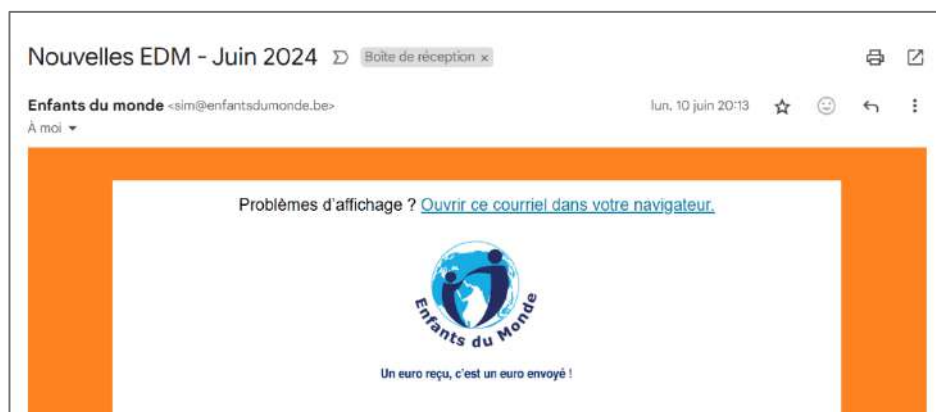 Nouvelles EDM - Juin 2024 Boîte de réception ×
Enfants du monde <sim@enfantsdumonde.be> lun. 10 juin 20:13
À moi
Problèmes d'affichage ? Ouvrir ce courriel dans votre navigateur.
Enfants du Monde
Un euro reçu, c'est un euro envoyé !